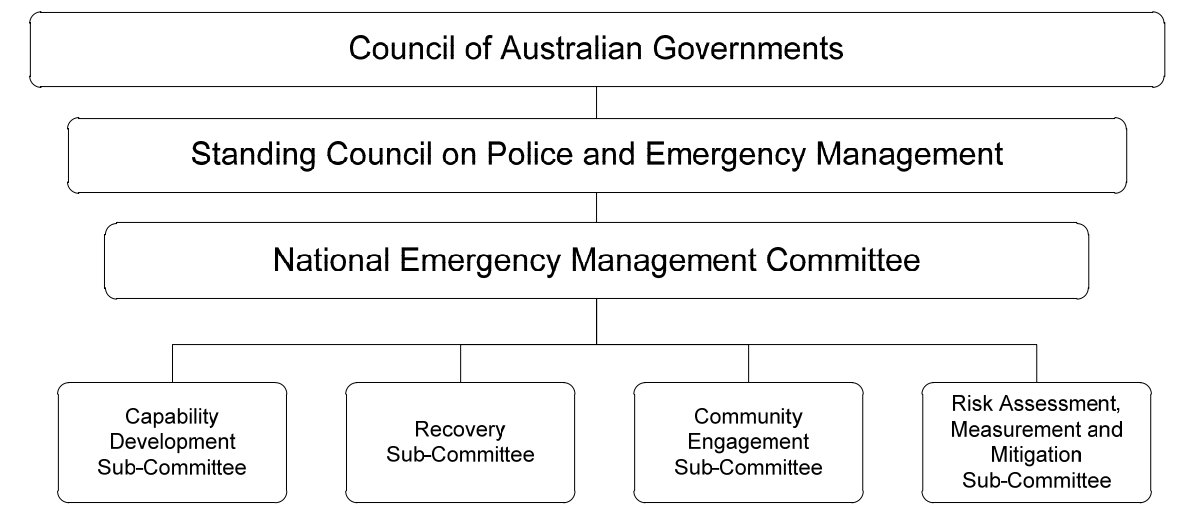 Council of Australian Governments
Standing Council on Police and Emergency Management
National Emergency Management Committee
Capability
Development
Sub-Committee
Recovery
Sub-Committee
Community
Engagement
Sub-Committee
Risk Assessment,
Measurement and
Mitigation
Sub-Committee